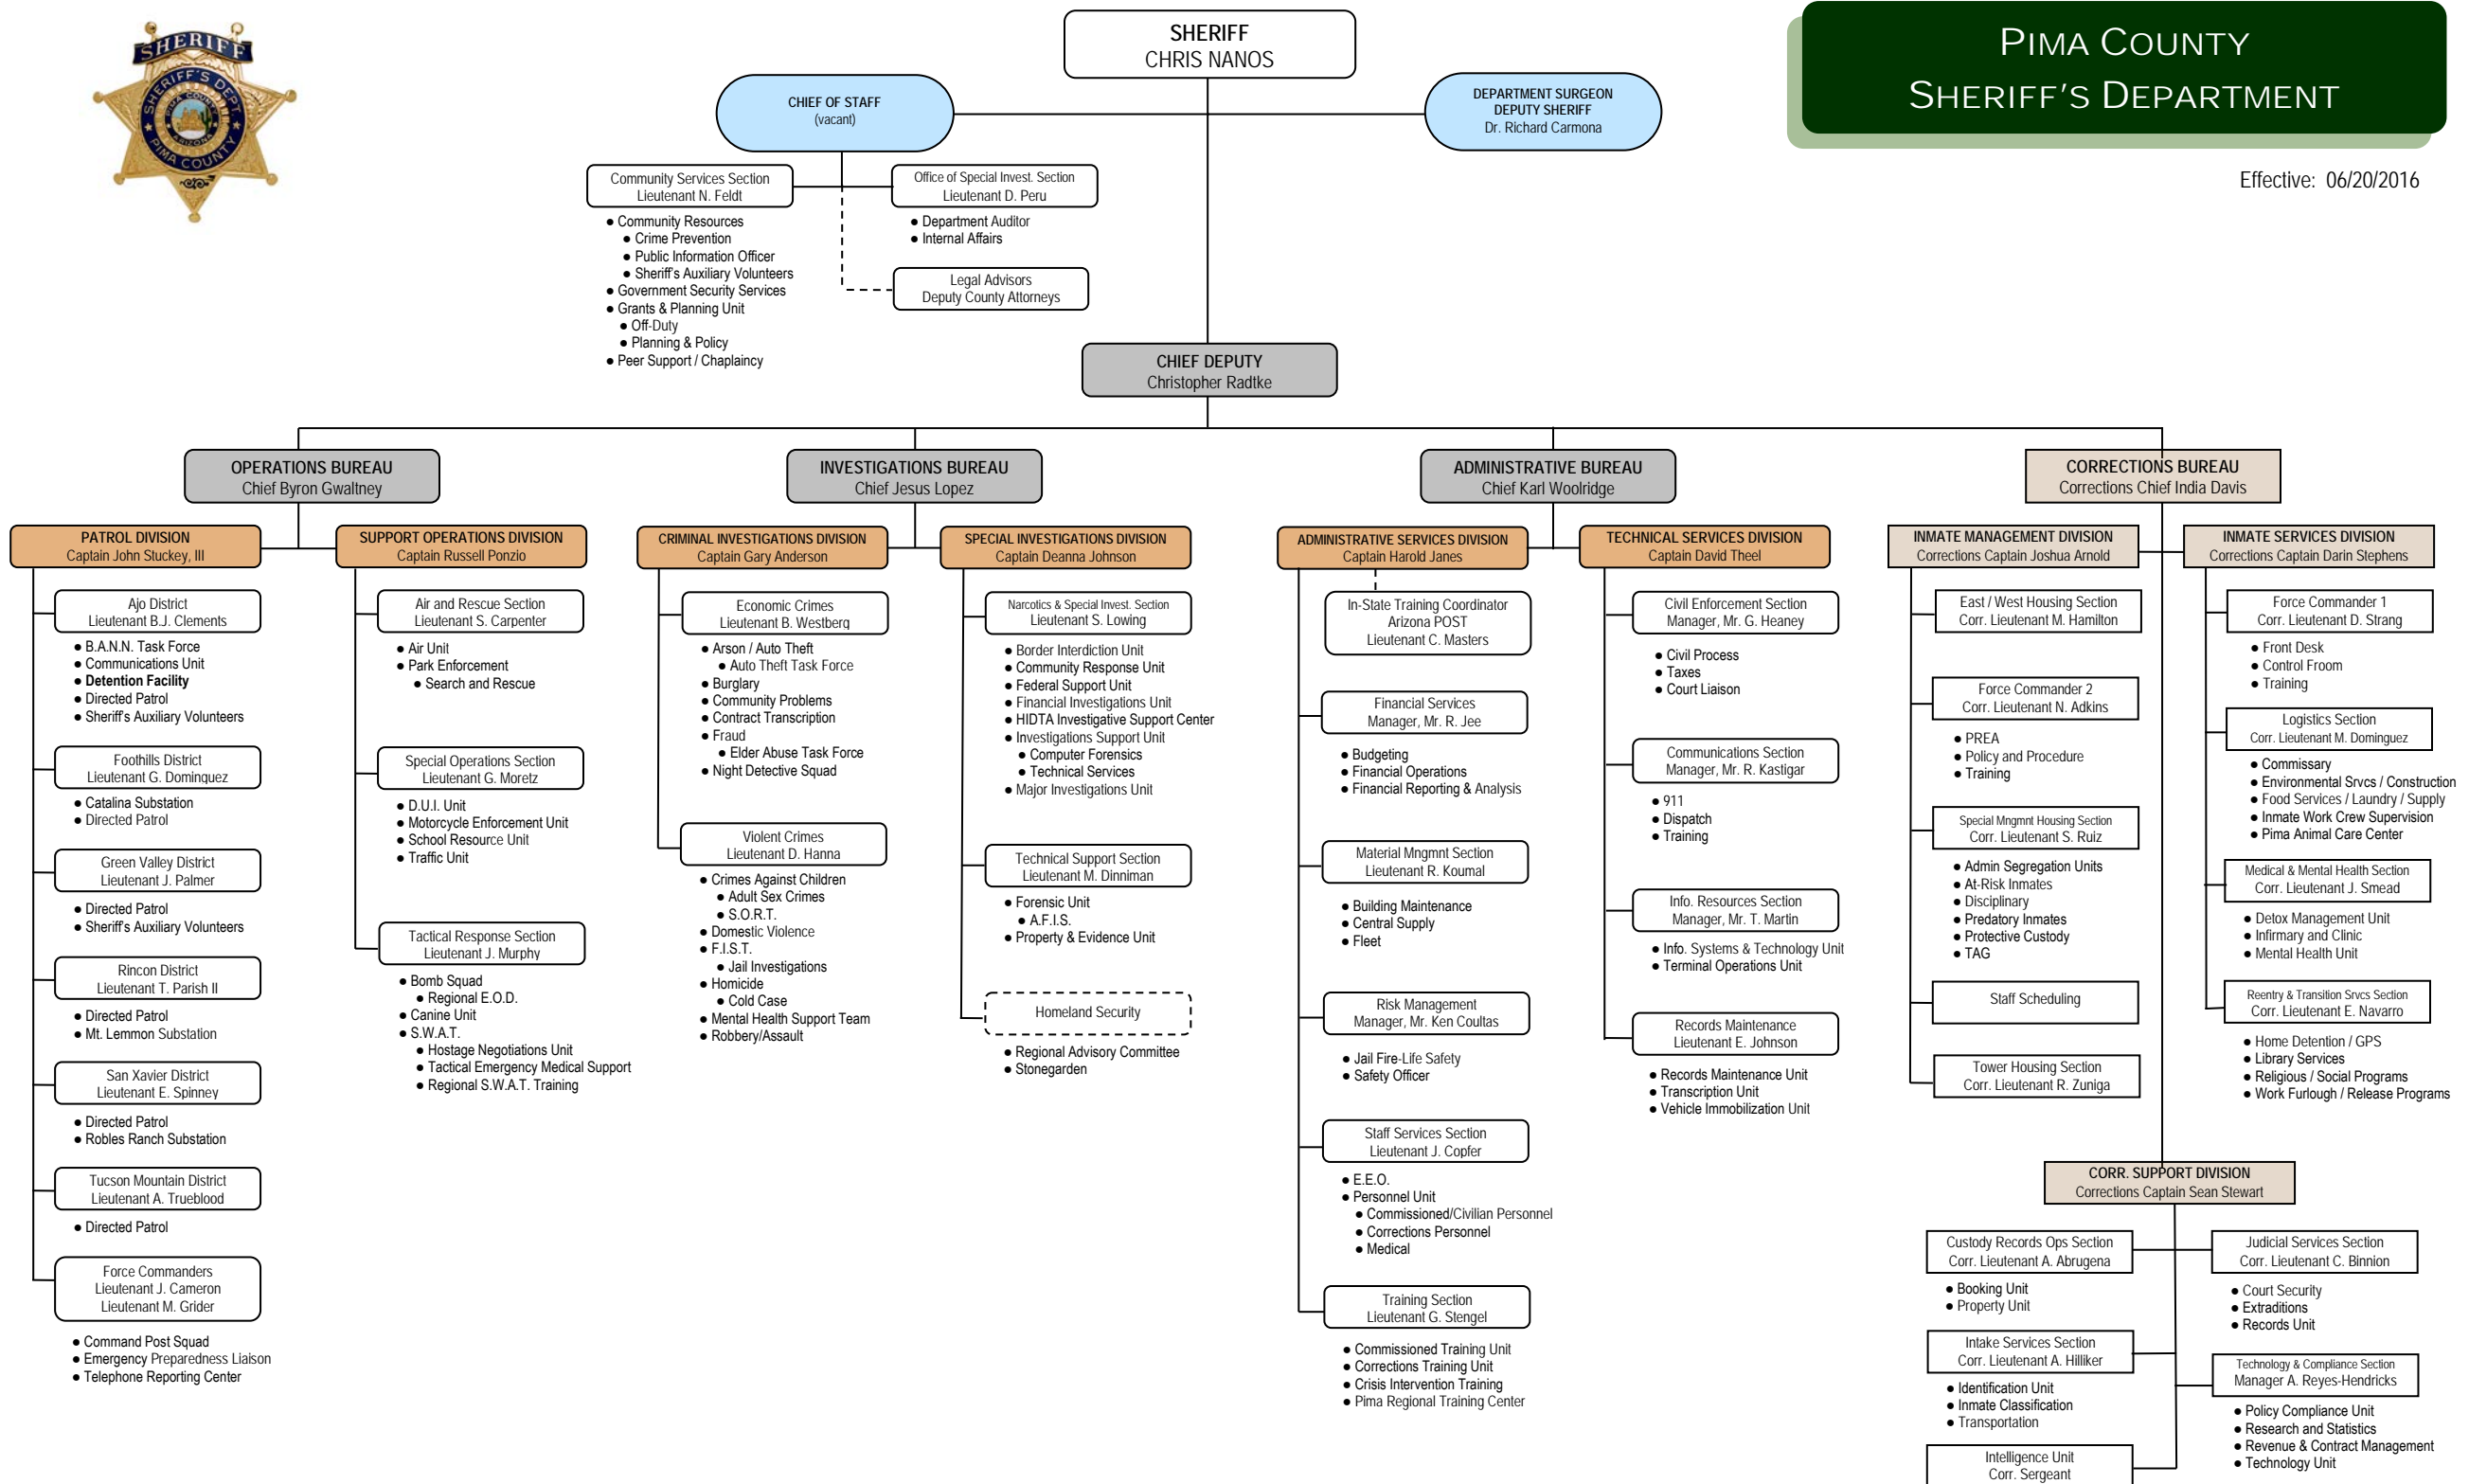 SHERIFF
SHERIFF'S DEPT
PIMA COUNTY
ARIZONA
PIMA COUNTY
SHERIFF
CHRIS NANOS
PIMA COUNTY
SHERIFF'S DEPARTMENT
Effective: 06/20/2016
CHIEF OF STAFF
(vacant)
DEPARTMENT SURGEON
DEPUTY SHERIFF
Dr. Richard Carmona
Community Services Section
Lieutenant N. Feldt
● Community Resources
● Crime Prevention
● Public Information Officer
● Sheriff's Auxiliary Volunteers
● Government Security Services
● Grants & Planning Unit
● Off-Duty
● Planning & Policy
● Peer Support / Chaplaincy
Office of Special Invest. Section
Lieutenant D. Peru
● Department Auditor
● Internal Affairs
Legal Advisors
Deputy County Attorneys
CHIEF DEPUTY
Christopher Radtke
OPERATIONS BUREAU
Chief Byron Gwaltney
PATROL DIVISION
Captain John Stuckey, III
Ajo District
Lieutenant B.J. Clements
● B.A.N.N. Task Force
● Communications Unit
● Detention Facility
● Directed Patrol
● Sheriff's Auxiliary Volunteers
Foothills District
Lieutenant G. Dominquez
● Catalina Substation
● Directed Patrol
Green Valley District
Lieutenant J. Palmer
● Directed Patrol
● Sheriff's Auxiliary Volunteers
Rincon District
Lieutenant T. Parish II
● Directed Patrol
● Mt. Lemmon Substation
San Xavier District
Lieutenant E. Spinney
● Directed Patrol
● Robles Ranch Substation
Tucson Mountain District
Lieutenant A. Trueblood
● Directed Patrol
Force Commanders
Lieutenant J. Cameron
Lieutenant M. Grider
● Command Post Squad
● Emergency Preparedness Liaison
● Telephone Reporting Center
SUPPORT OPERATIONS DIVISION
Captain Russell Ponzio
Air and Rescue Section
Lieutenant S. Carpenter
● Air Unit
● Park Enforcement
● Search and Rescue
Special Operations Section
Lieutenant G. Moretz
● D.U.I. Unit
● Motorcycle Enforcement Unit
● School Resource Unit
● Traffic Unit
Tactical Response Section
Lieutenant J. Murphy
● Bomb Squad
● Regional E.O.D.
● Canine Unit
● S.W.A.T.
● Hostage Negotiations Unit
● Tactical Emergency Medical Support
● Regional S.W.A.T. Training
INVESTIGATIONS BUREAU
Chief Jesus Lopez
CRIMINAL INVESTIGATIONS DIVISION
Captain Gary Anderson
Economic Crimes
Lieutenant B. Westberg
● Arson / Auto Theft
● Auto Theft Task Force
● Burglary
● Community Problems
● Contract Transcription
● Fraud
● Elder Abuse Task Force
● Night Detective Squad
Violent Crimes
Lieutenant D. Hanna
● Crimes Against Children
● Adult Sex Crimes
● S.O.R.T.
● Domestic Violence
● F.I.S.T.
● Jail Investigations
● Homicide
● Cold Case
● Mental Health Support Team
● Robbery/Assault
SPECIAL INVESTIGATIONS DIVISION
Captain Deanna Johnson
Narcotics & Special Invest. Section
Lieutenant S. Lowing
● Border Interdiction Unit
● Community Response Unit
● Federal Support Unit
● Financial Investigations Unit
● HIDTA Investigative Support Center
● Investigations Support Unit
● Computer Forensics
● Technical Services
● Major Investigations Unit
Technical Support Section
Lieutenant M. Dinniman
● Forensic Unit
● A.F.I.S.
● Property & Evidence Unit
Homeland Security
● Regional Advisory Committee
● Stonegarden
ADMINISTRATIVE BUREAU
Chief Karl Woolridge
ADMINISTRATIVE SERVICES DIVISION
Captain Harold Janes
In-State Training Coordinator
Arizona POST
Lieutenant C. Masters
Financial Services
Manager, Mr. R. Jee
● Budgeting
● Financial Operations
● Financial Reporting & Analysis
Material Mngmnt Section
Lieutenant R. Koumal
● Building Maintenance
● Central Supply
● Fleet
Risk Management
Manager, Mr. Ken Coultas
● Jail Fire-Life Safety
● Safety Officer
Staff Services Section
Lieutenant J. Copfer
● E.E.O.
● Personnel Unit
● Commissioned/Civilian Personnel
● Corrections Personnel
● Medical
Training Section
Lieutenant G. Stengel
● Commissioned Training Unit
● Corrections Training Unit
● Crisis Intervention Training
● Pima Regional Training Center
TECHNICAL SERVICES DIVISION
Captain David Theel
Civil Enforcement Section
Manager, Mr. G. Heaney
● Civil Process
● Taxes
● Court Liaison
Communications Section
Manager, Mr. R. Kastigar
● 911
● Dispatch
● Training
Info. Resources Section
Manager, Mr. T. Martin
● Info. Systems & Technology Unit
● Terminal Operations Unit
Records Maintenance
Lieutenant E. Johnson
● Records Maintenance Unit
● Transcription Unit
● Vehicle Immobilization Unit
CORRECTIONS BUREAU
Corrections Chief India Davis
INMATE MANAGEMENT DIVISION
Corrections Captain Joshua Arnold
East / West Housing Section
Corr. Lieutenant M. Hamilton
Force Commander 2
Corr. Lieutenant N. Adkins
● PREA
● Policy and Procedure
● Training
Special Mngmnt Housing Section
Corr. Lieutenant S. Ruiz
● Admin Segregation Units
● At-Risk Inmates
● Disciplinary
● Predatory Inmates
● Protective Custody
● TAG
Staff Scheduling
Tower Housing Section
Corr. Lieutenant R. Zuniga
INMATE SERVICES DIVISION
Corrections Captain Darin Stephens
Force Commander 1
Corr. Lieutenant D. Strang
● Front Desk
● Control Froom
● Training
Logistics Section
Corr. Lieutenant M. Dominguez
● Commissary
● Environmental Srvcs / Construction
● Food Services / Laundry / Supply
● Inmate Work Crew Supervision
● Pima Animal Care Center
Medical & Mental Health Section
Corr. Lieutenant J. Smead
● Detox Management Unit
● Infirmary and Clinic
● Mental Health Unit
Reentry & Transition Srvcs Section
Corr. Lieutenant E. Navarro
● Home Detention / GPS
● Library Services
● Religious / Social Programs
● Work Furlough / Release Programs
CORR. SUPPORT DIVISION
Corrections Captain Sean Stewart
Custody Records Ops Section
Corr. Lieutenant A. Abrugena
● Booking Unit
● Property Unit
Intake Services Section
Corr. Lieutenant A. Hilliker
● Identification Unit
● Inmate Classification
● Transportation
Intelligence Unit
Corr. Sergeant
Judicial Services Section
Corr. Lieutenant C. Binnion
● Court Security
● Extraditions
● Records Unit
Technology & Compliance Section
Manager A. Reyes-Hendricks
● Policy Compliance Unit
● Research and Statistics
● Revenue & Contract Management
● Technology Unit